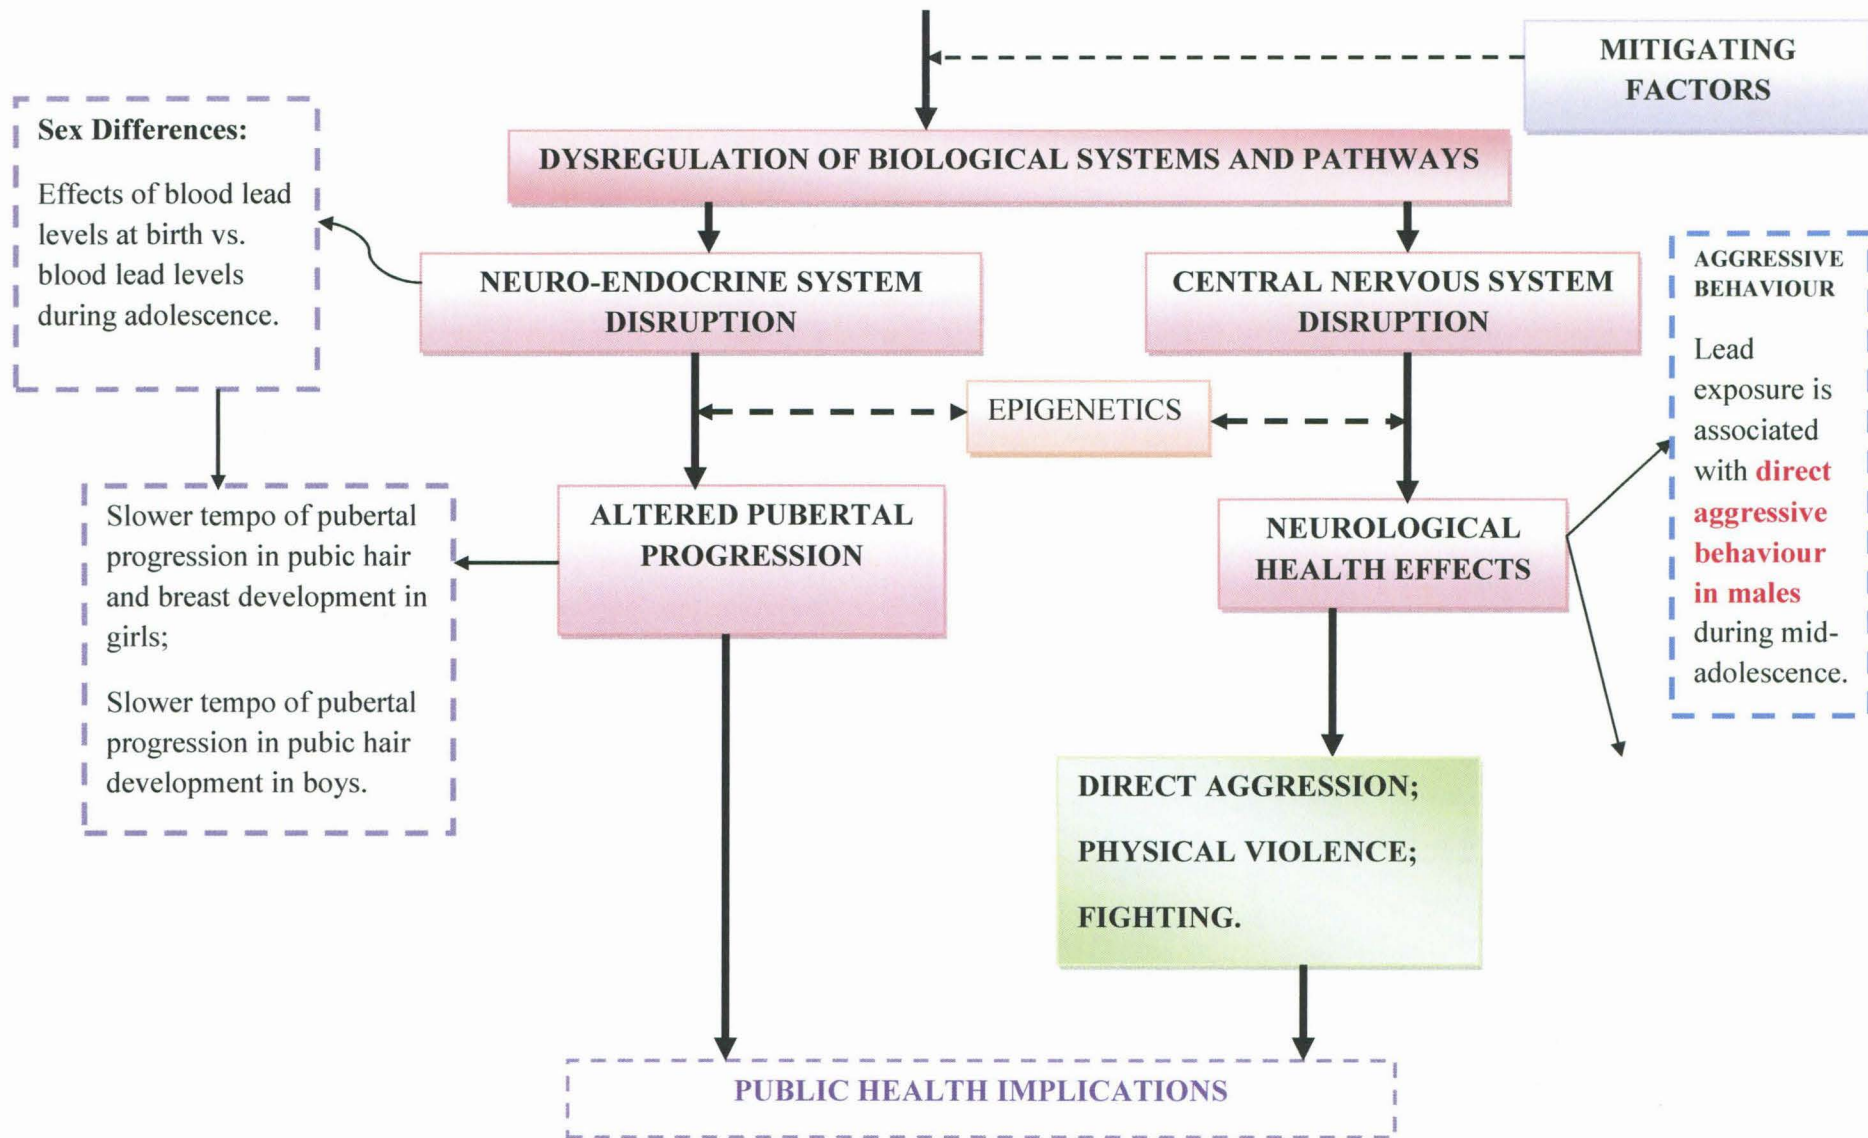 MITIGATING
FACTORS
Sex Differences:
Effects of blood lead
levels at birth vs.
blood lead levels
during adolescence.
DYSREGULATION OF BIOLOGICAL SYSTEMS AND PATHWAYS
NEURO-ENDOCRINE SYSTEM
DISRUPTION
CENTRAL NERVOUS SYSTEM
DISRUPTION
AGGRESSIVE
BEHAVIOUR
Lead
exposure is
associated
with direct
aggressive
behaviour
in males
during mid-
adolescence.
EPIGENETICS
Slower tempo of pubertal
progression in pubic hair
and breast development in
girls;
Slower tempo of pubertal
progression in pubic hair
development in boys.
ALTERED PUBERTAL
PROGRESSION
NEUROLOGICAL
HEALTH EFFECTS
DIRECT AGGRESSION;
PHYSICAL VIOLENCE;
FIGHTING.
PUBLIC HEALTH IMPLICATIONS